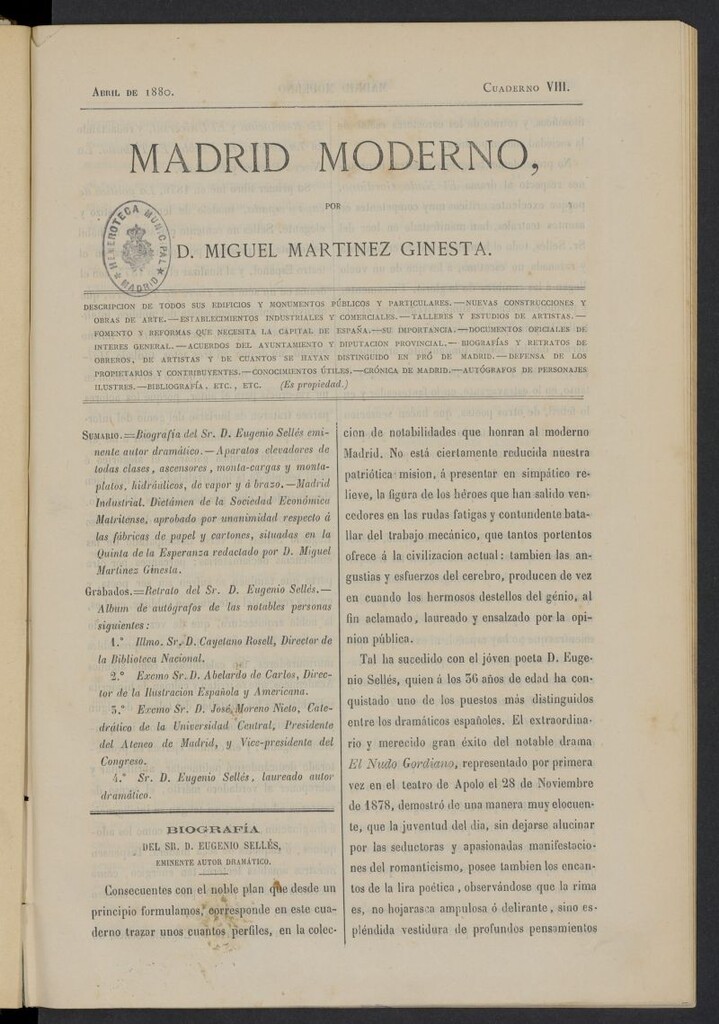 ABRIL DE 1880.
CUADERNO VIII.
MADRID MODERNO,
POR
D. MIGUEL MARTINEZ GINESTA.
HEMEROTECA MUNICIPAL
MADRID
DESCRIPCION DE TODOS SUS EDIFICIOS Y MONUMENTOS PÚBLICOS Y PARTICULARES.—NUEVAS CONSTRUCCIONES Y
OBRAS DE ARTE.—ESTABLECIMIENTOS INDUSTRIALES Y COMERCIALES.—TALLERES Y ESTUDIOS DE ARTISTAS.—
FOMENTO Y REFORMAS QUE NECESITA LA CAPITAL DE ESPAÑA.—SU IMPORTANCIA.—DOCUMENTOS OFICIALES DE
INTERES GENERAL.—ACUERDOS DEL AYUNTAMIENTO Y DIPUTACION PROVINCIAL.—BIOGRAFÍAS Y RETRATOS DE
OBREROS, DE ARTISTAS Y DE CUANTOS SE HAYAN DISTINGUIDO EN PRÓ DE MADRID.—DEFENSA DE LOS
PROPIETARIOS Y CONTRIBUYENTES.—CONOCIMIENTOS ÚTILES.—CRÓNICA DE MADRID.—AUTÓGRAFOS DE PERSONAJES
ILUSTRES.—BIBLIOGRAFÍA, ETC., ETC. (Es propiedad.)
SUMARIO.=Biografía del Sr. D. Eugenio Sellés emi-
nente autor dramático.—Aparatos elevadores de
todas clases, ascensores, monta-cargas y monta-
platos, hidráulicos, de vapor y á brazo.—Madrid
Industrial. Dictámen de la Sociedad Económica
Matritense, aprobado por unanimidad respecto á
las fábricas de papel y cartones, situadas en la
Quinta de la Esperanza redactado por D. Miguel
Martinez Ginesta.
Grabados.=Retrato del Sr. D. Eugenio Sellés.—
Album de autógrafos de las notables personas
siguientes:
1.° Illmo. Sr. D. Cayetano Rosell, Director de
la Biblioteca Nacional.
2.° Excmo Sr. D. Abelardo de Carlos, Direc-
tor de la Ilustracion Española y Americana.
3.° Excmo Sr. D. José Moreno Nieto, Cate-
drático de la Universidad Central, Presidente
del Ateneo de Madrid, y Vice-presidente del
Congreso.
4.° Sr. D. Eugenio Sellés, laureado autor
dramático.
BIOGRAFÍA
DEL SR. D. EUGENIO SELLÉS,
EMINENTE AUTOR DRAMÁTICO.
Consecuentes con el noble plan que desde un
principio formulamos, corresponde en este cua-
derno trazar unos cuantos perfiles, en la colec-
cion de notabilidades que honran al moderno
Madrid. No está ciertamente reducida nuestra
patriótica mision, á presentar en simpático re-
lieve, la figura de los héroes que han salido ven-
cedores en las rudas fatigas y contundente bata-
llar del trabajo mecánico, que tantos portentos
ofrece á la civilizacion actual: tambien las an-
gustias y esfuerzos del cerebro, producen de vez
en cuando los hermosos destellos del génio, al
fin aclamado, laureado y ensalzado por la opi-
nion pública.
Tal ha sucedido con el jóven poeta D. Euge-
nio Sellés, quien á los 36 años de edad ha con-
quistado uno de los puestos más distinguidos
entre los dramáticos españoles. El extraordina-
rio y merecido gran éxito del notable drama
El Nudo Gordiano, representado por primera
vez en el teatro de Apolo el 28 de Noviembre
de 1878, demostró de una manera muy elocuen-
te, que la juventud del dia, sin dejarse alucinar
por las seductoras y apasionadas manifestacio-
nes del romanticismo, posee tambien los encan-
tos de la lira poética, observándose que la rima
es, no hojarasca ampulosa ó delirante, sino es-
pléndida vestidura de profundos pensamientos